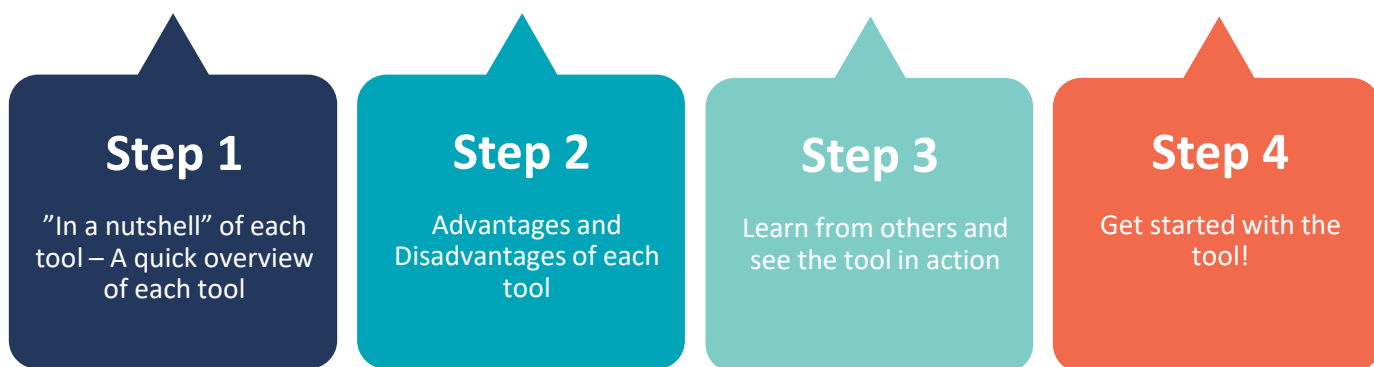 Step 1
”In a nutshell” of each
tool – A quick overview
of each tool
Step 2
Advantages and
Disadvantages of each
tool
Step 3
Learn from others and
see the tool in action
Step 4
Get started with the
tool!